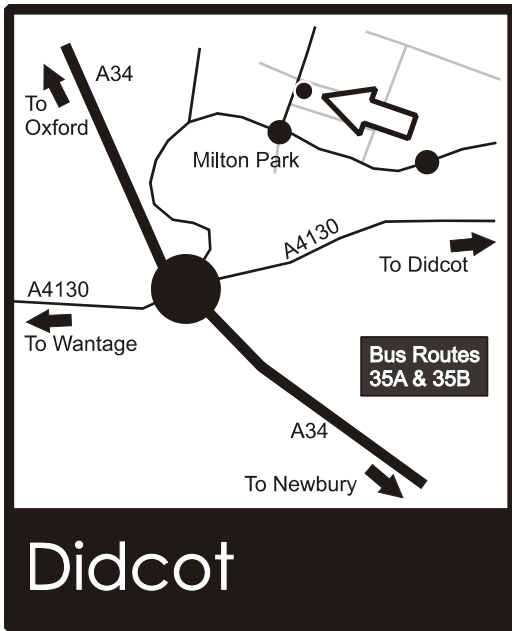 A34
To
Oxford
Milton Park
A4130
To Didcot
A4130
To Wantage
Bus Routes
35A & 35B
A34
To Newbury
Didcot